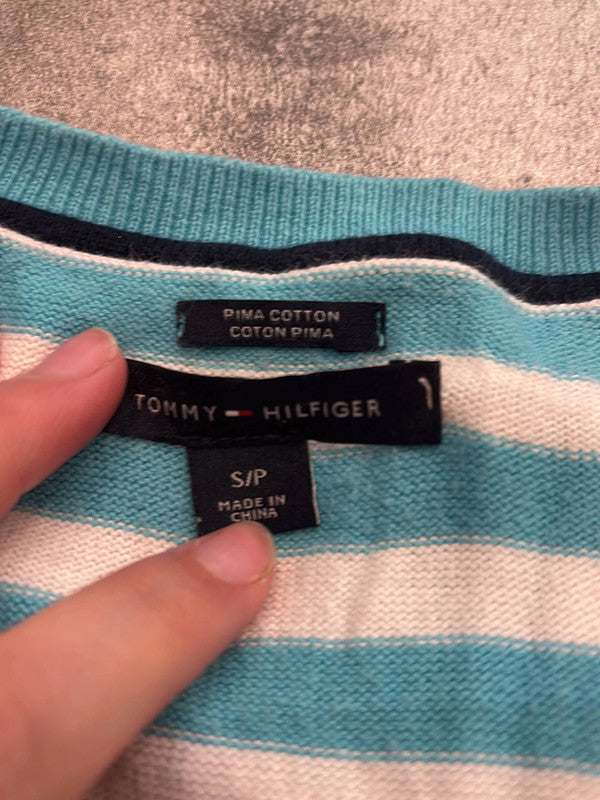 PIMA COTTON
COTON PIMA
TOMMY HILFIGER
S/P
MADE IN
CHINA